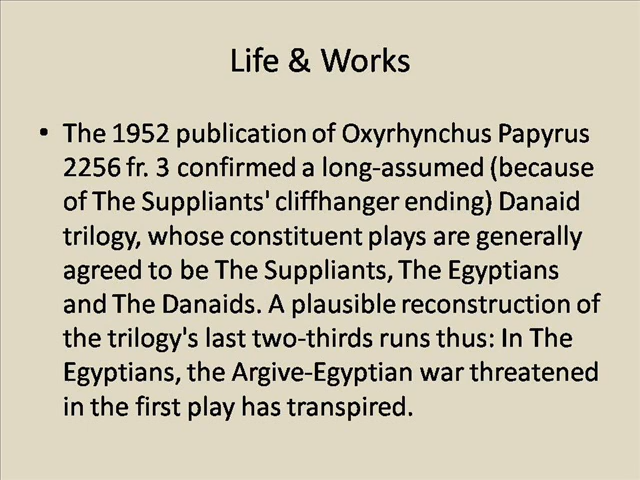 Life & Works
• The 1952 publication of Oxyrhynchus Papyrus
2256 fr. 3 confirmed a long-assumed (because
of The Suppliants' cliffhanger ending) Danaid
trilogy, whose constituent plays are generally
agreed to be The Suppliants, The Egyptians
and The Danaids. A plausible reconstruction of
the trilogy's last two-thirds runs thus: In The
Egyptians, the Argive-Egyptian war threatened
in the first play has transpired.